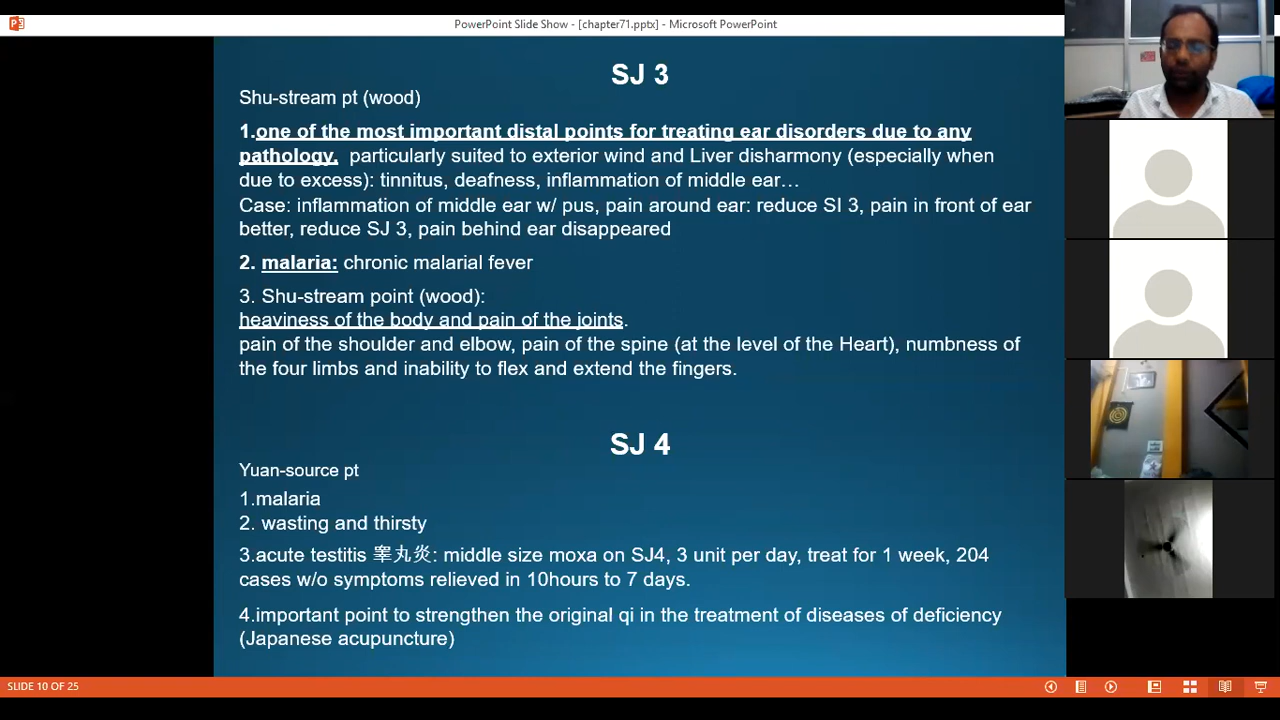 PowerPoint Slide Show - [chapter71.pptx] - Microsoft PowerPoint
SJ 3
Shu-stream pt (wood)
1.one of the most important distal points for treating ear disorders due to any
pathology. particularly suited to exterior wind and Liver disharmony (especially when
due to excess): tinnitus, deafness, inflammation of middle ear…
Case: inflammation of middle ear w/ pus, pain around ear: reduce SI 3, pain in front of ear
better, reduce SJ 3, pain behind ear disappeared
2. malaria: chronic malarial fever
3. Shu-stream point (wood):
heaviness of the body and pain of the joints.
pain of the shoulder and elbow, pain of the spine (at the level of the Heart), numbness of
the four limbs and inability to flex and extend the fingers.
SJ 4
Yuan-source pt
1.malaria
2. wasting and thirsty
3.acute testitis 睾丸炎: middle size moxa on SJ4, 3 unit per day, treat for 1 week, 204
cases w/o symptoms relieved in 10hours to 7 days.
4.important point to strengthen the original qi in the treatment of diseases of deficiency
(Japanese acupuncture)
SLIDE 10 OF 25